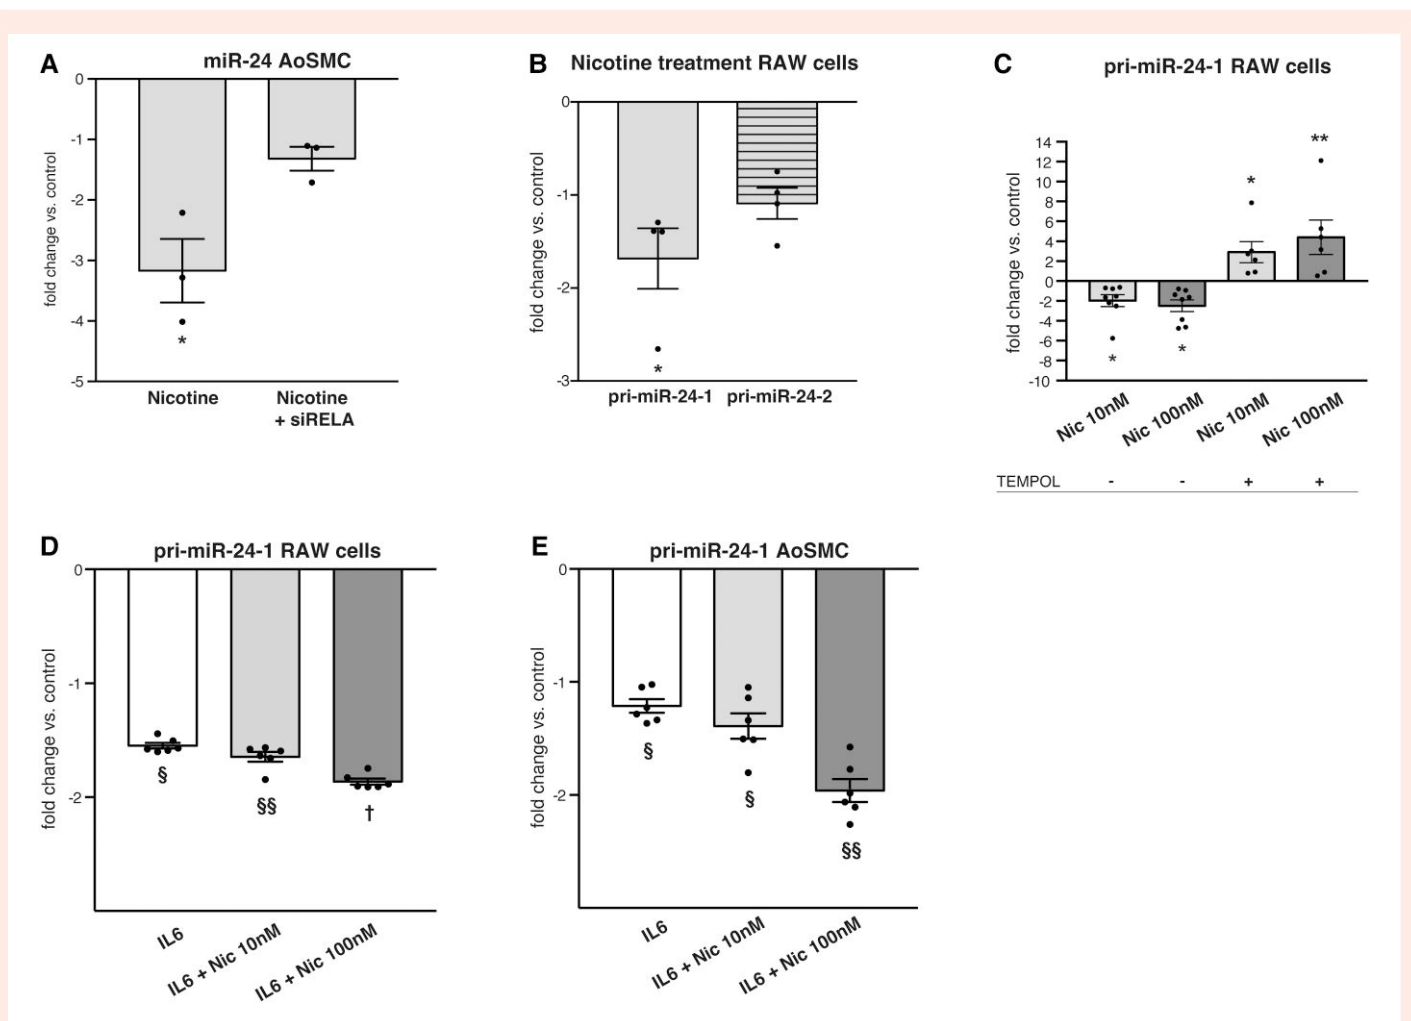 A
miR-24 AoSMC
fold change vs. control
0
-1
-2
-3
-4
-5
*
Nicotine
Nicotine
+ siRELA
B
Nicotine treatment RAW cells
fold change vs. control
0
-1
-2
-3
*
pri-miR-24-1
pri-miR-24-2
C
pri-miR-24-1 RAW cells
fold change vs. control
14
12
10
8
6
4
2
0
-2
-4
-6
-8
-10
*
*
*
**
Nic 10nM
Nic 100nM
Nic 10nM
Nic 100nM
TEMPOL - - + +
D
pri-miR-24-1 RAW cells
fold change vs. control
0
-1
-2
§
§§
†
IL6
IL6 + Nic 10nM
IL6 + Nic 100nM
E
pri-miR-24-1 AoSMC
fold change vs. control
0
-1
-2
§
§
§§
IL6
IL6 + Nic 10nM
IL6 + Nic 100nM